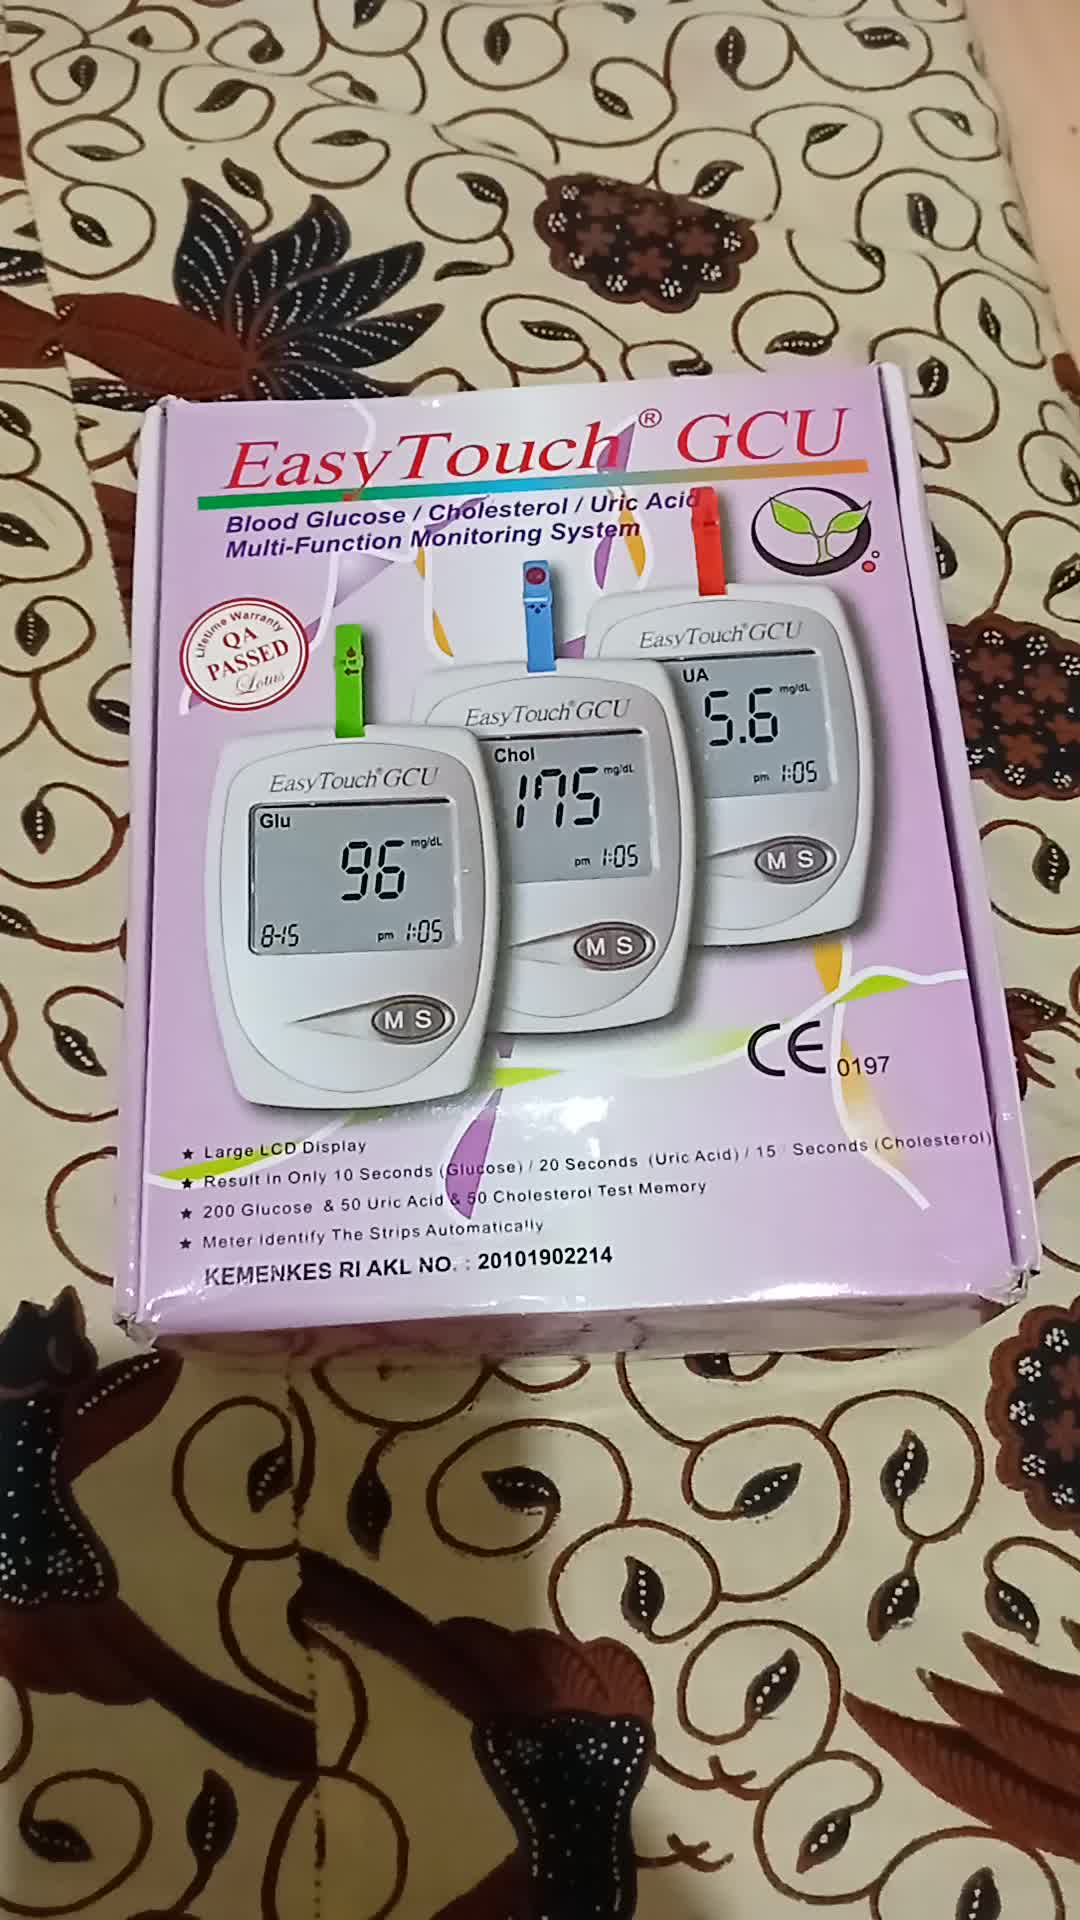 EasyTouch® GCU
Blood Glucose / Cholesterol / Uric Acid
Multi-Function Monitoring System
Lifetime Warranty
QA
PASSED
Lotus
EasyTouch® GCU
UA
5.6 mg/dL
pm 1:05
M S
EasyTouch® GCU
Chol
175 mg/dL
pm 1:05
M S
EasyTouch® GCU
Glu
96 mg/dL
8-15 pm 1:05
M S
CE 0197
★ Large LCD Display
★ Result in Only 10 Seconds (Glucose) / 20 Seconds (Uric Acid) / 15 Seconds (Cholesterol)
★ 200 Glucose & 50 Uric Acid & 50 Cholesterol Test Memory
★ Meter Identify The Strips Automatically
KEMENKES RI AKL NO. : 20101902214